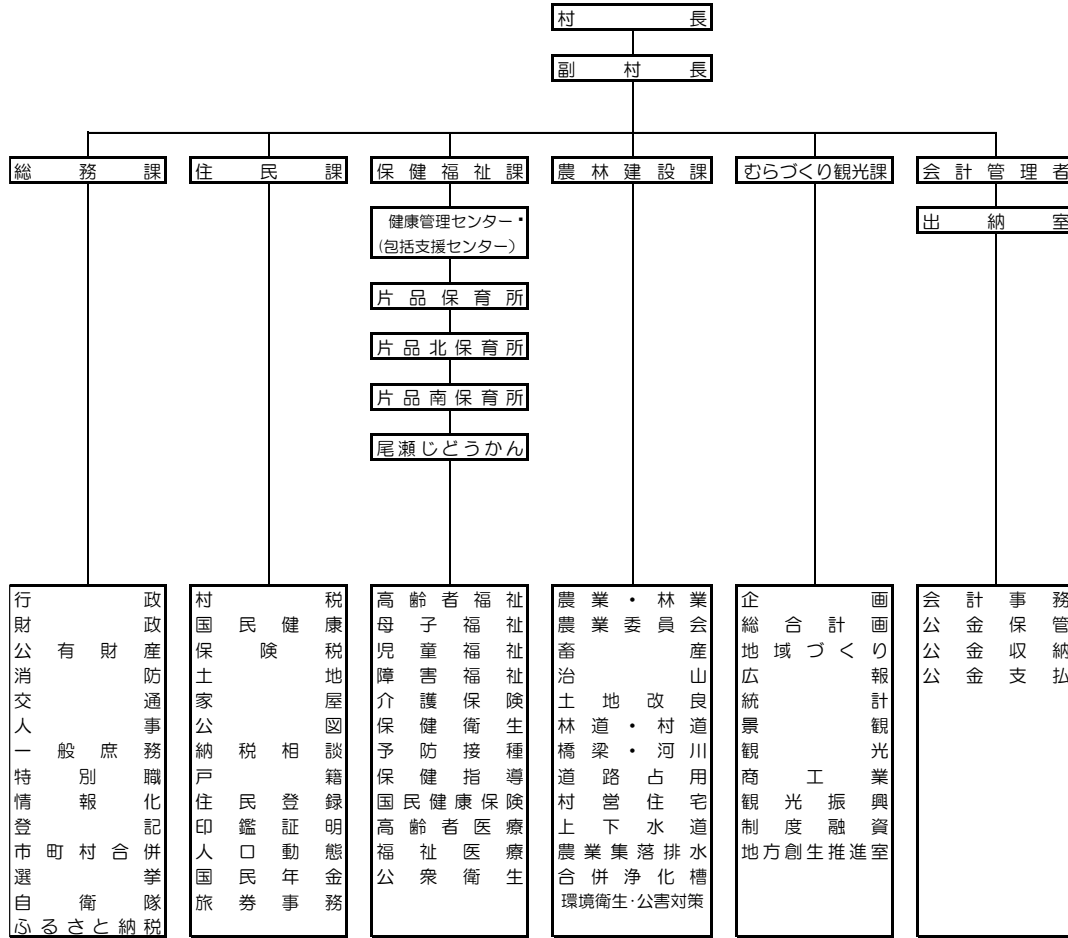 村長
副村長
総務課
住民課
保健福祉課
農林建設課
むらづくり観光課
会計管理者
健康管理センター・
(包括支援センター)
片品保育所
片品北保育所
片品南保育所
尾瀬じどうかん
出納室
行政
財政
公有財産
消防
交通
人事
一般庶務
特別職
情報化
登記
市町村合併
選挙
自衛隊
ふるさと納税
村税
国民健康
保険税
土地
家屋
公図
納税相談
戸籍
住民登録
印鑑証明
人口動態
国民年金
旅券事務
高齢者福祉
母子福祉
児童福祉
障害福祉
介護保険
保健衛生
予防接種
保健指導
国民健康保険
高齢者医療
福祉医療
公衆衛生
農業・林業
農業委員会
畜産
治山
土地改良
林道・村道
橋梁・河川
道路占用
村営住宅
上下水道
農業集落排水
合併浄化槽
環境衛生・公害対策
企画
総合計画
地域づくり
広報
統計
景観
観光
商工業
観光振興
制度融資
地方創生推進室
会計事務
公金保管
公金収納
公金支払